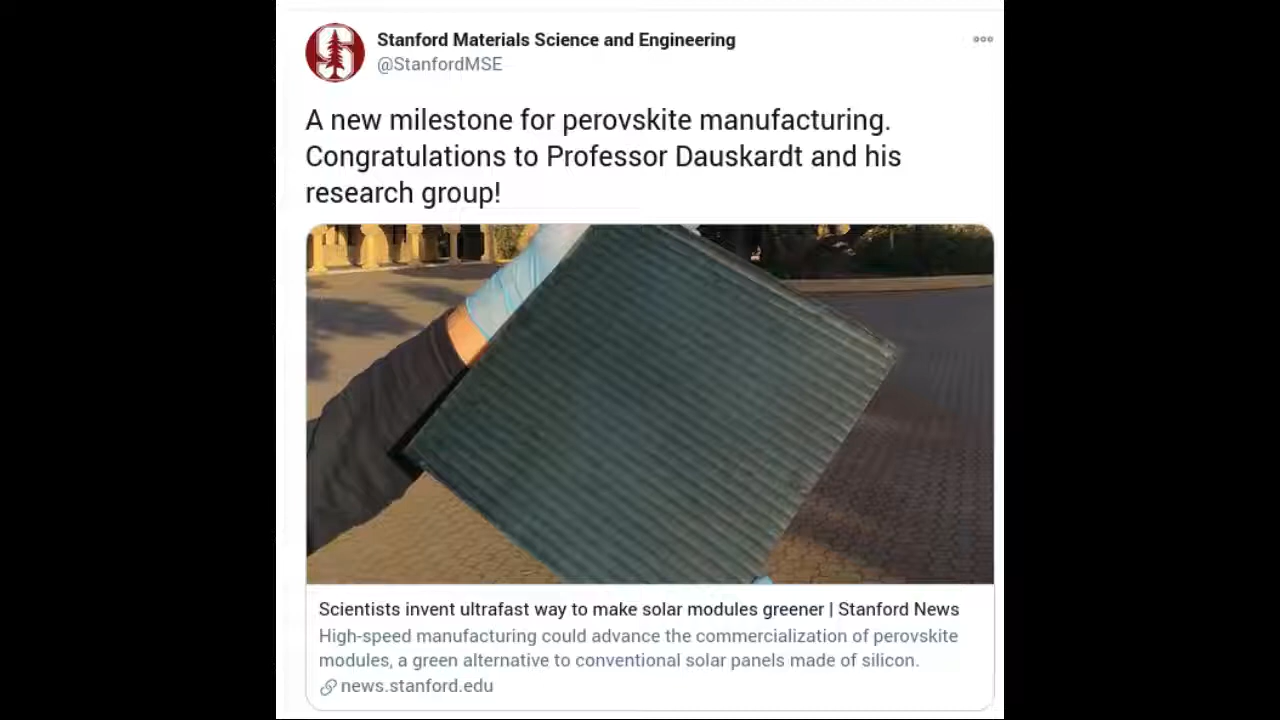 Stanford Materials Science and Engineering
@StanfordMSE
A new milestone for perovskite manufacturing.
Congratulations to Professor Dauskardt and his
research group!
Scientists invent ultrafast way to make solar modules greener | Stanford News
High-speed manufacturing could advance the commercialization of perovskite
modules, a green alternative to conventional solar panels made of silicon.
news.stanford.edu